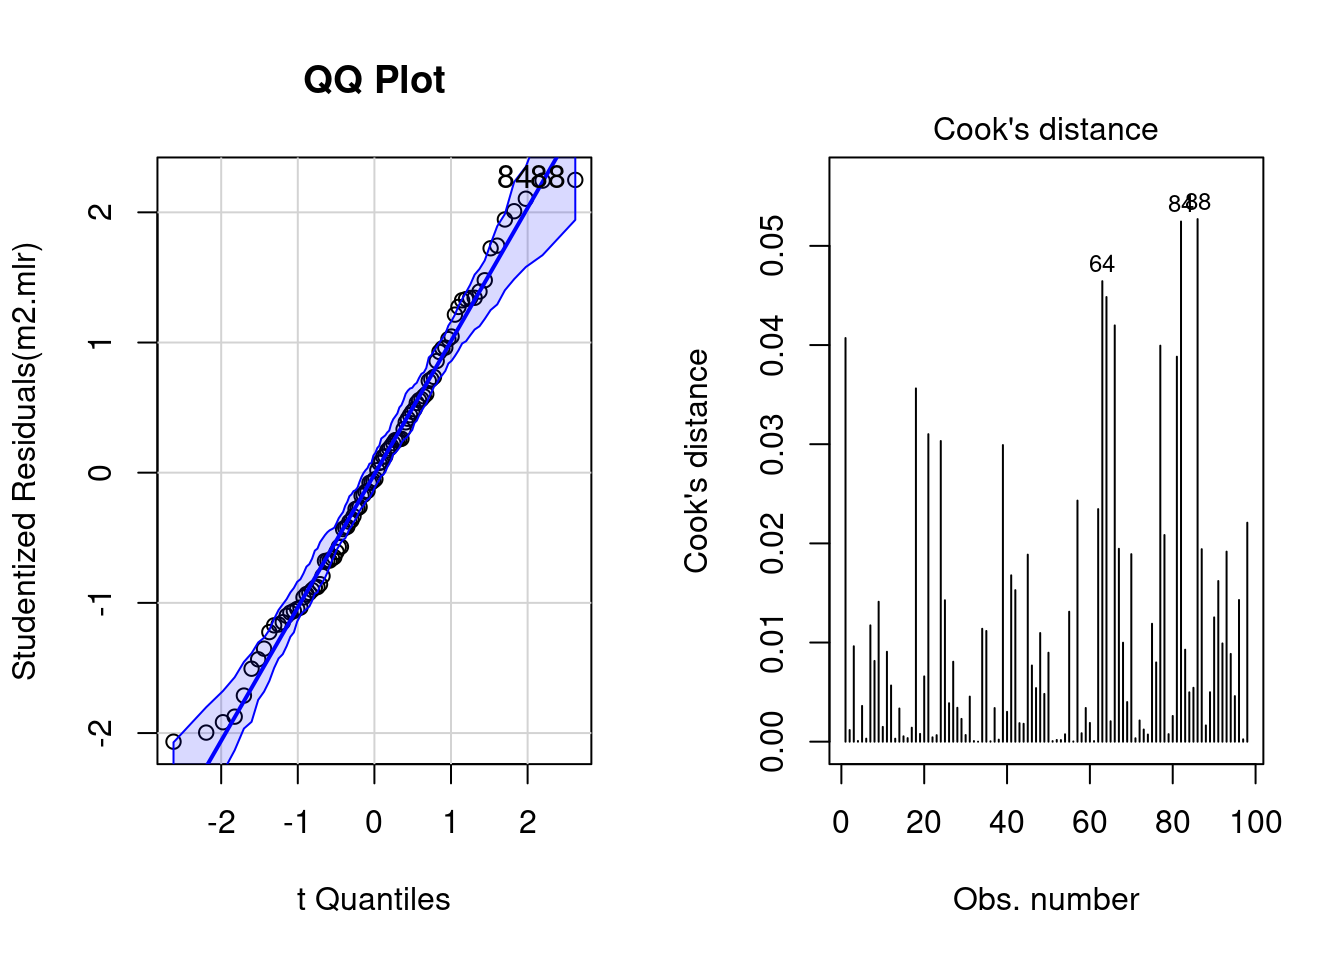 QQ Plot
Studentized Residuals(m2.mlr)
2
1
0
-1
-2
84
88
-2 -1 0 1 2
t Quantiles
Cook's distance
Cook's distance
0.05
0.04
0.03
0.02
0.01
0.00
84
88
64
0 20 40 60 80 100
Obs. number